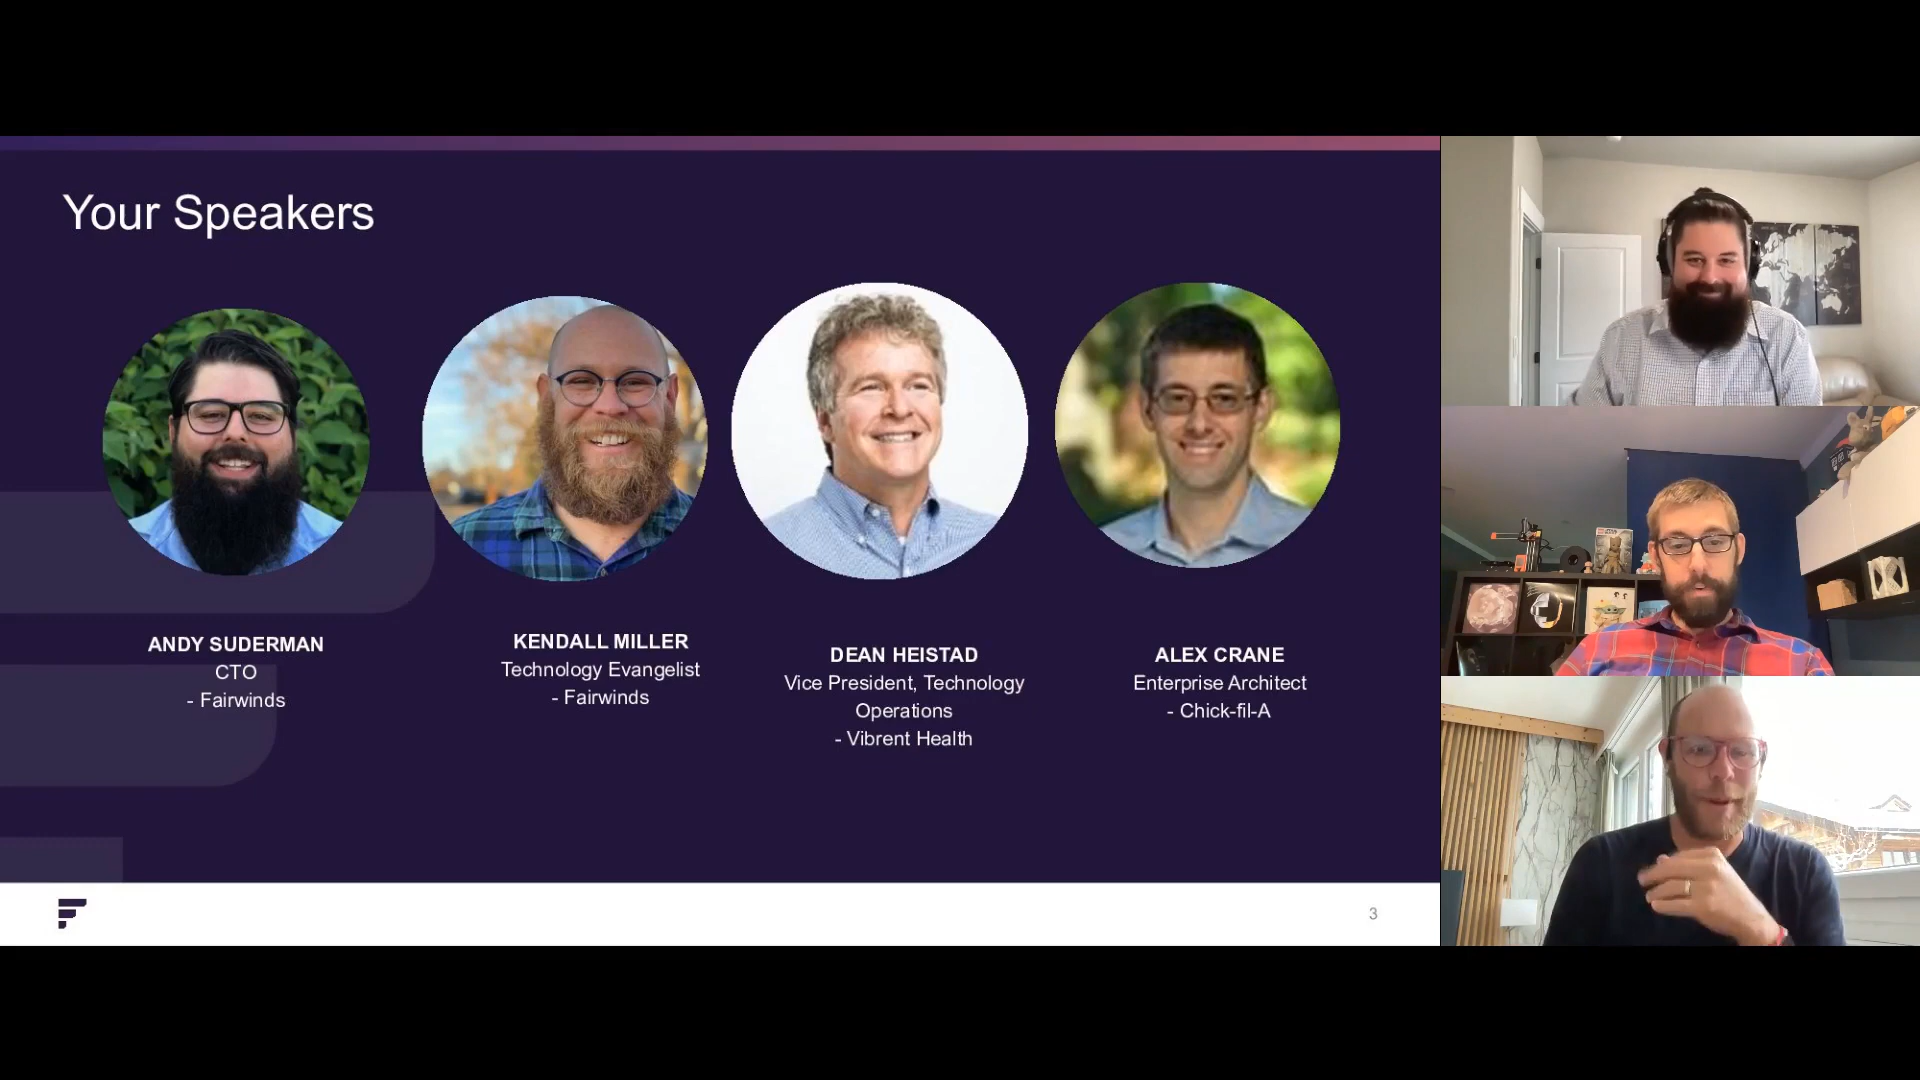 Your Speakers
ANDY SUDERMAN
CTO
- Fairwinds
KENDALL MILLER
Technology Evangelist
- Fairwinds
DEAN HEISTAD
Vice President, Technology
Operations
- Vibrent Health
ALEX CRANE
Enterprise Architect
- Chick-fil-A
3